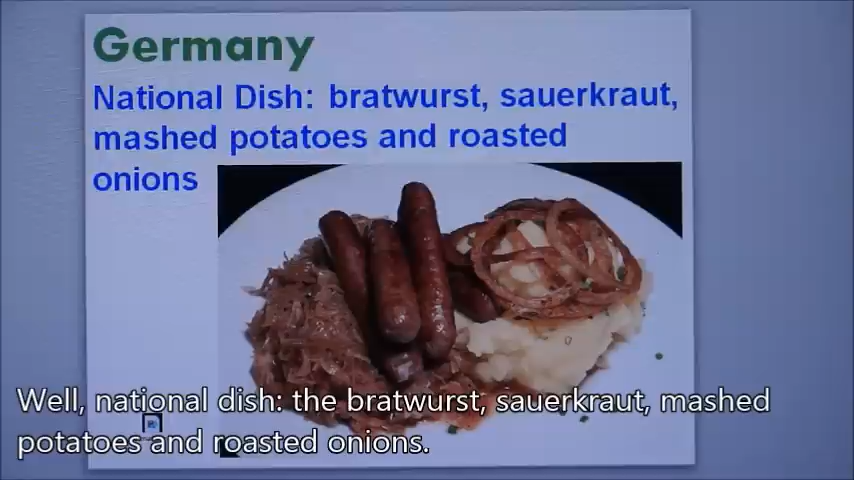 Germany
National Dish: bratwurst, sauerkraut,
mashed potatoes and roasted
onions
Well, national dish: the bratwurst, sauerkraut, mashed
potatoes and roasted onions.